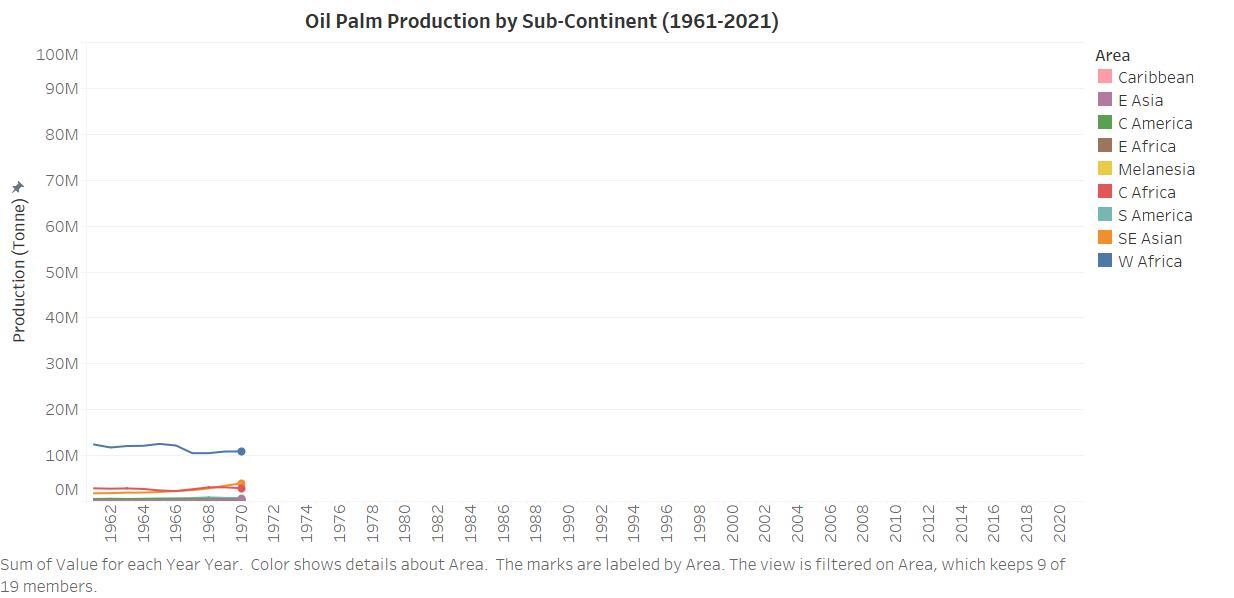 Oil Palm Production by Sub-Continent (1961-2021)
Production (Tonne)
100M
90M
80M
70M
60M
50M
40M
30M
20M
10M
0M
1962 1964 1966 1968 1970 1972 1974 1976 1978 1980 1982 1984 1986 1988 1990 1992 1994 1996 1998 2000 2002 2004 2006 2008 2010 2012 2014 2016 2018 2020
Area
Caribbean
E Asia
C America
E Africa
Melanesia
C Africa
S America
SE Asian
W Africa
Sum of Value for each Year Year.  Color shows details about Area.  The marks are labeled by Area. The view is filtered on Area, which keeps 9 of
19 members.